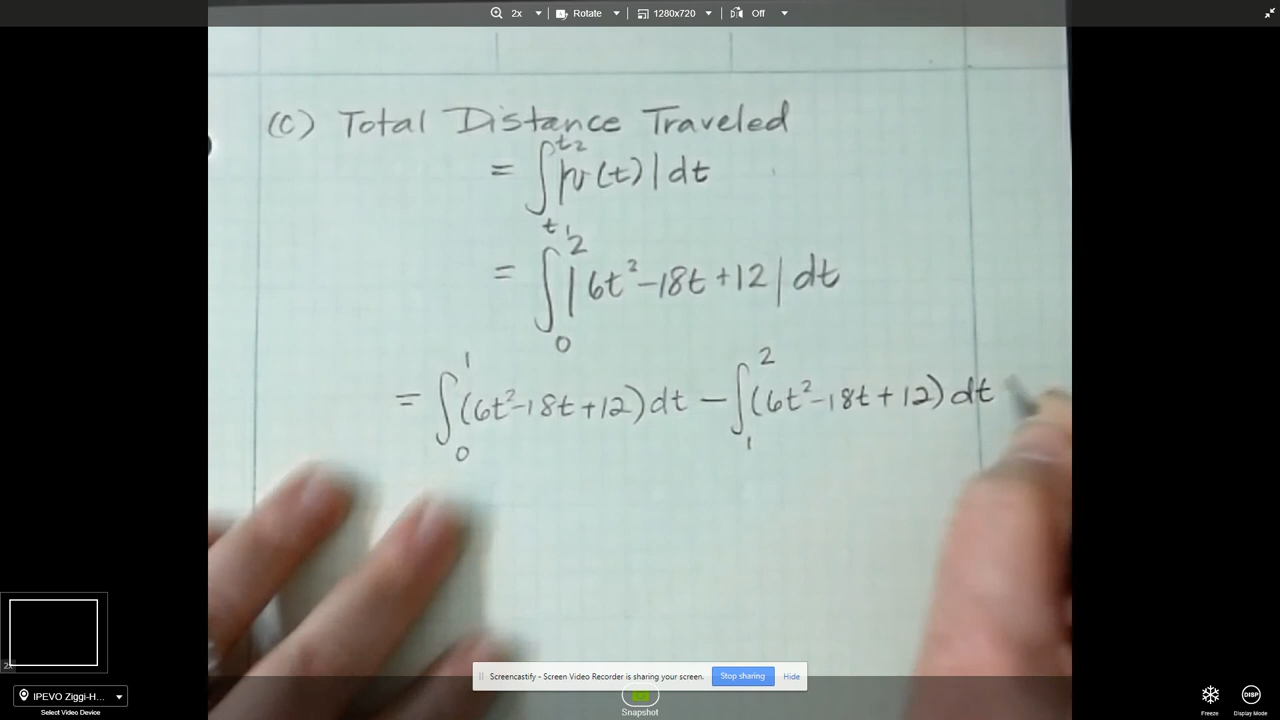 2x Rotate 1280x720 Off
(C) Total Distance Traveled
= ∫_{t₁}^{t₂} |v(t)| dt
= ∫_0^2 |6t²-18t+12| dt
= ∫_0^1 (6t²-18t+12) dt - ∫_1^2 (6t²-18t+12) dt
2x
Screencastify - Screen Video Recorder is sharing your screen. Stop sharing Hide
IPEVO Ziggi-H...
Select Video Device
Snapshot
Freeze
DISP
Display Mode